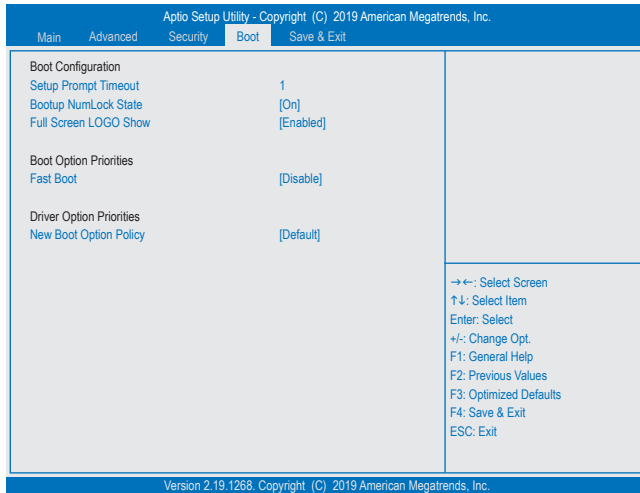 Aptio Setup Utility - Copyright (C) 2019 American Megatrends, Inc.
Main Advanced Security Boot Save & Exit
Boot Configuration
Setup Prompt Timeout 1
Bootup NumLock State [On]
Full Screen LOGO Show [Enabled]
Boot Option Priorities
Fast Boot [Disable]
Driver Option Priorities
New Boot Option Policy [Default]
→←: Select Screen
↑↓: Select Item
Enter: Select
+/-: Change Opt.
F1: General Help
F2: Previous Values
F3: Optimized Defaults
F4: Save & Exit
ESC: Exit
Version 2.19.1268. Copyright (C) 2019 American Megatrends, Inc.